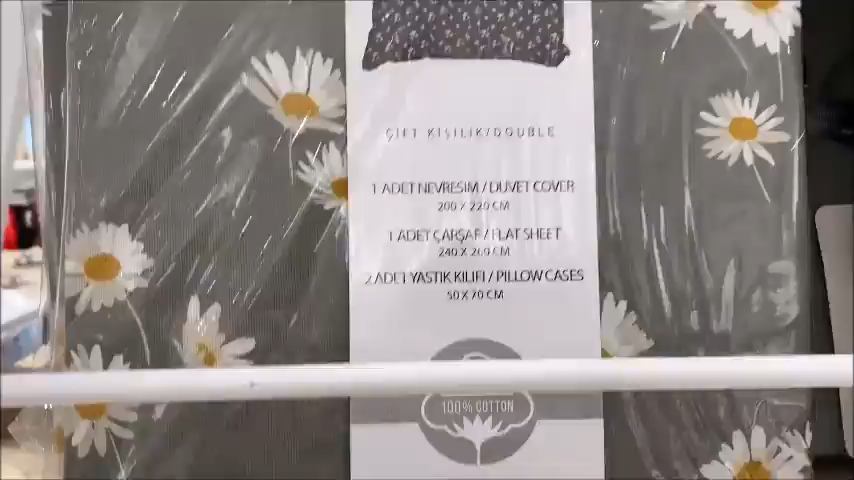 ÇİFT KİŞİLİK/DOUBLE
1 ADET NEVRESİM / DUVET COVER
200 X 220 CM
1 ADET ÇARŞAF / FLAT SHEET
240 X 260 CM
2 ADET YASTIK KILIFI / PILLOW CASES
50 X 70 CM
100% COTTON